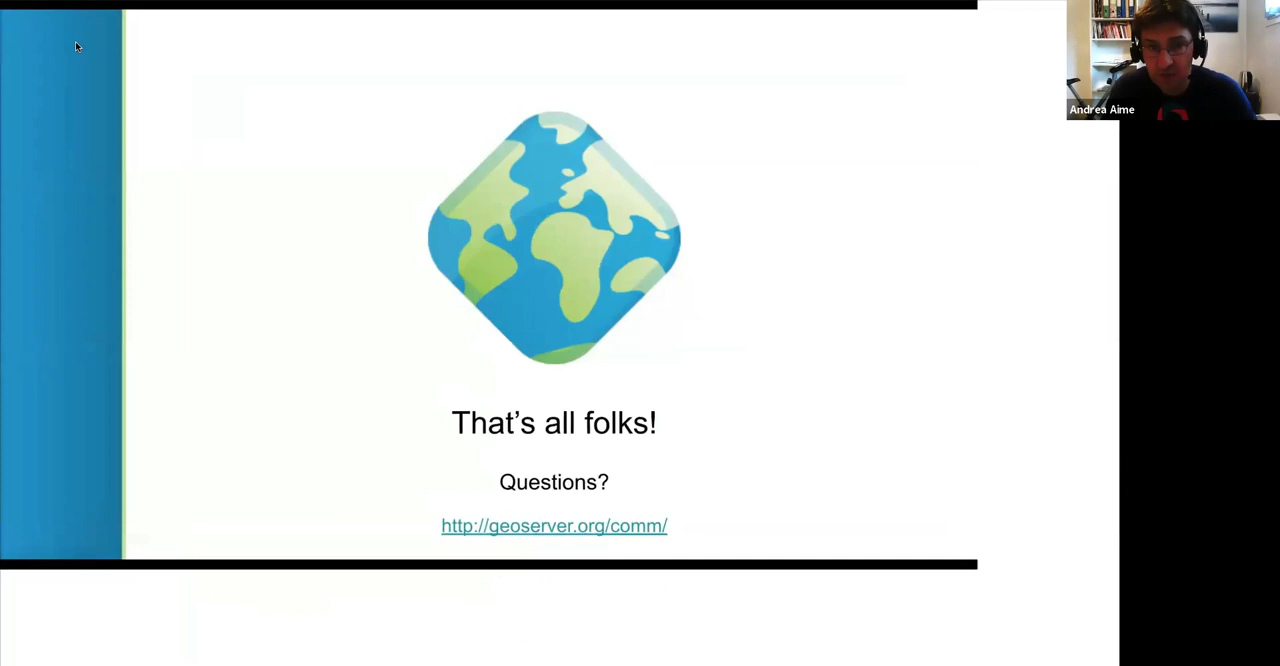 Andrea Aime
That's all folks!
Questions?
http://geoserver.org/comm/